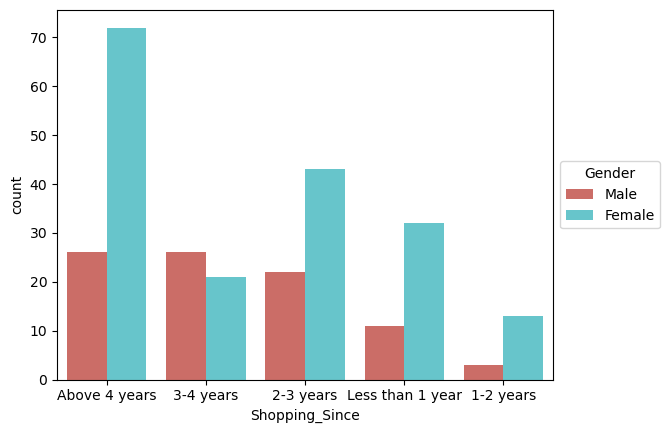 70
60
50
40
30
20
10
0
count
Above 4 years 3-4 years 2-3 years Less than 1 year 1-2 years
Shopping_Since
Gender
Male
Female